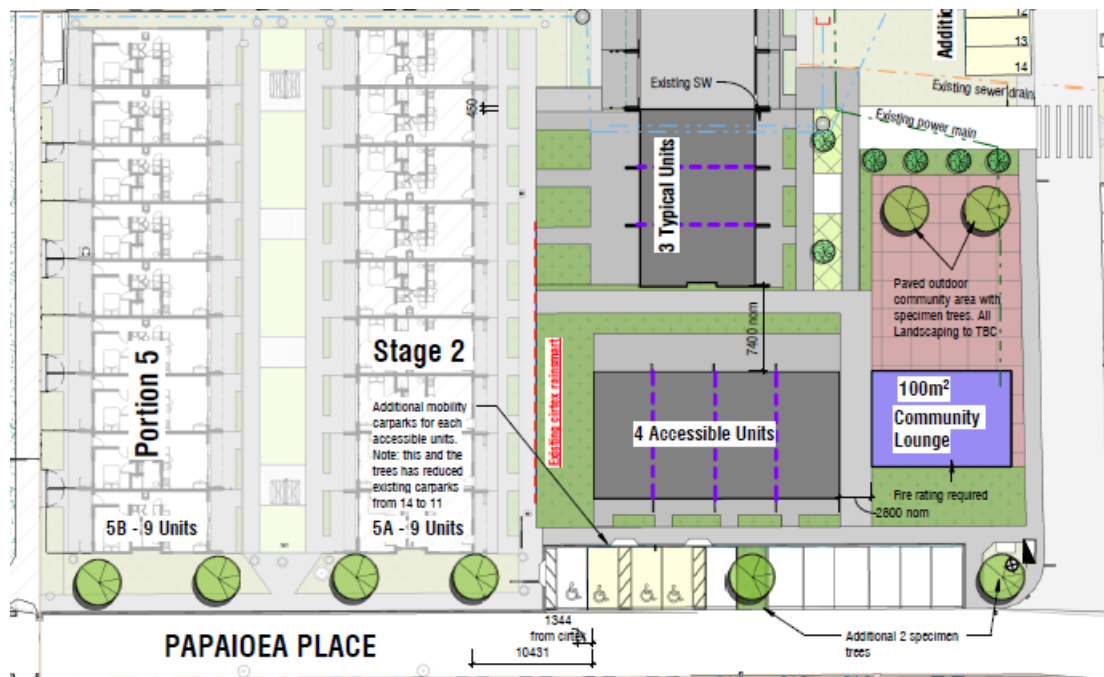 Additio
12
13
14
Existing SW
Existing sewer drain
Existing power main
450
3 Typical Units
Paved outdoor
community area with
specimen trees. All
Landscaping to TBC
7400 nom
Portion 5
Stage 2
Additional mobility
carparks for each
accessible units.
Note: this and the
trees has reduced
existing carparks
from 14 to 11
Existing cirtex rainsmart
4 Accessible Units
100m²
Community
Lounge
Fire rating required
2800 nom
5B - 9 Units
5A - 9 Units
1344
from cirtex
10431
PAPAIOEA PLACE
Additional 2 specimen
trees